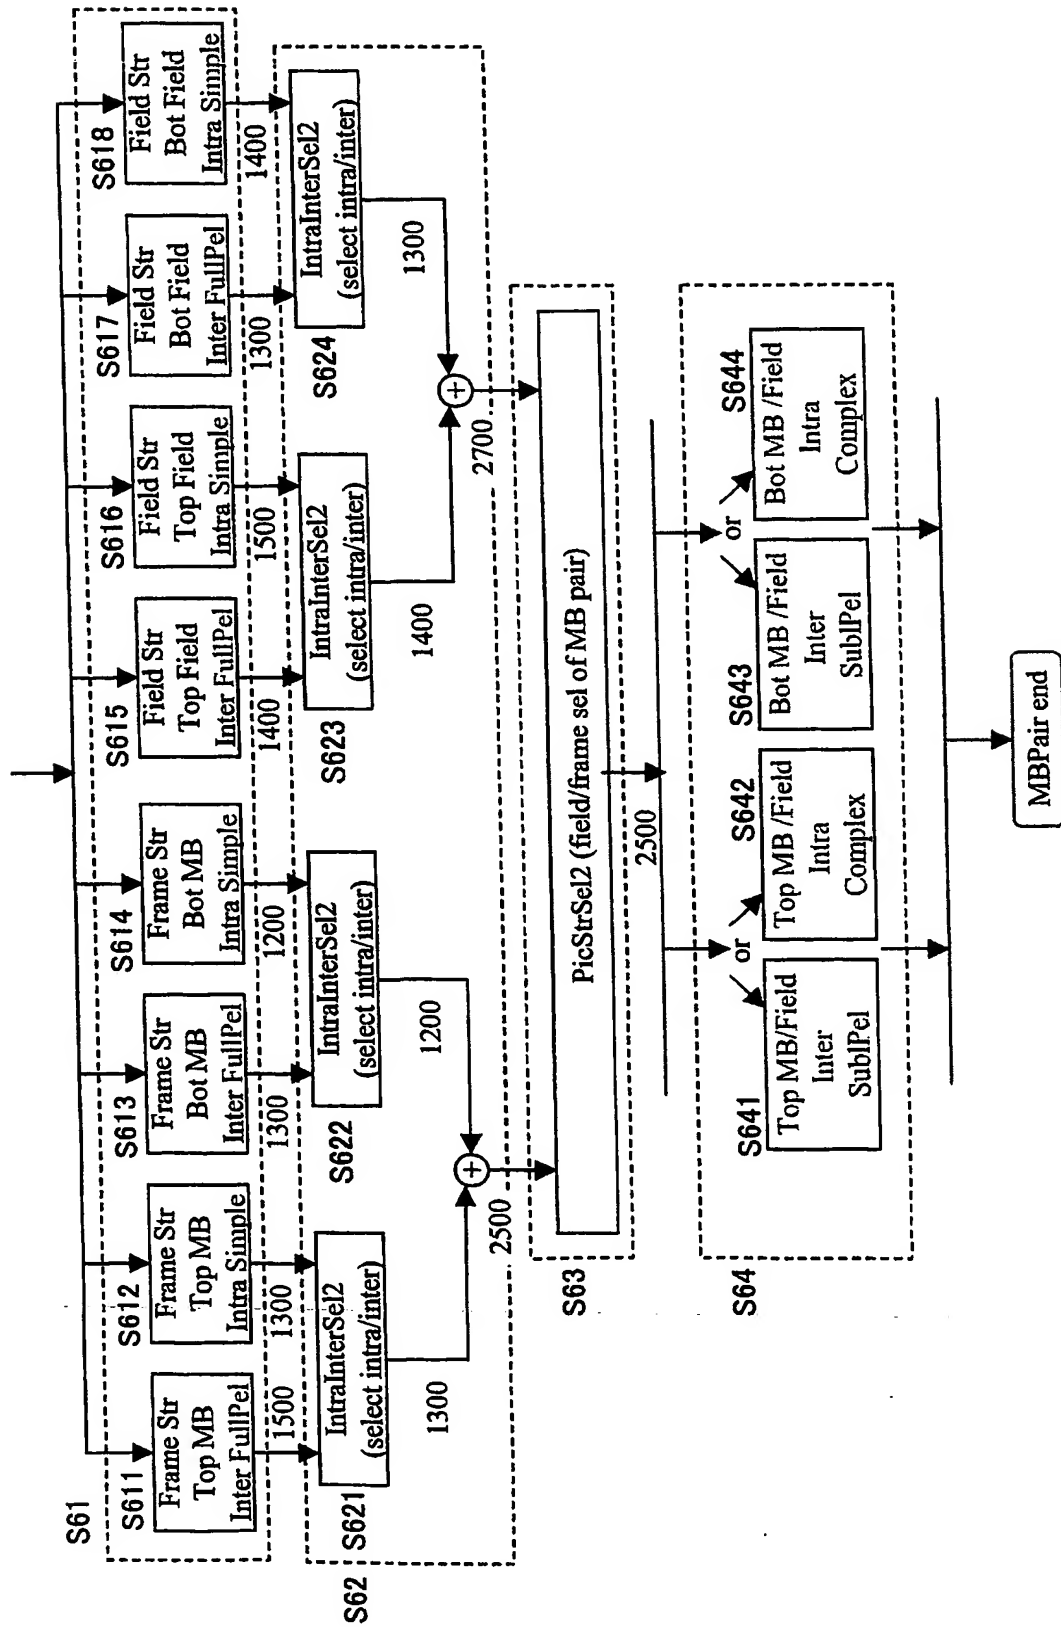 S61
S611
Frame Str
Top MB
Inter FullPel
1500
S612
Frame Str
Top MB
Intra Simple
1300
S613
Frame Str
Bot MB
Inter FullPel
1300
S614
Frame Str
Bot MB
Intra Simple
1200
S615
Field Str
Top Field
Inter FullPel
1400
S616
Field Str
Top Field
Intra Simple
1500
S617
Field Str
Bot Field
Inter FullPel
1300
S618
Field Str
Bot Field
Intra Simple
1400
S62
S621
IntraInterSel2
(select intra/inter)
1300
S622
IntraInterSel2
(select intra/inter)
1200
S623
IntraInterSel2
(select intra/inter)
1400
S624
IntraInterSel2
(select intra/inter)
1300
+
2500
+
2700
S63
PicStrSel2 (field/frame sel of MB pair)
2500
S64
S641
Top MB/Field
Inter
SublPel
or
S642
Top MB /Field
Intra
Complex
S643
Bot MB /Field
Inter
SublPel
or
S644
Bot MB /Field
Intra
Complex
MBPair end